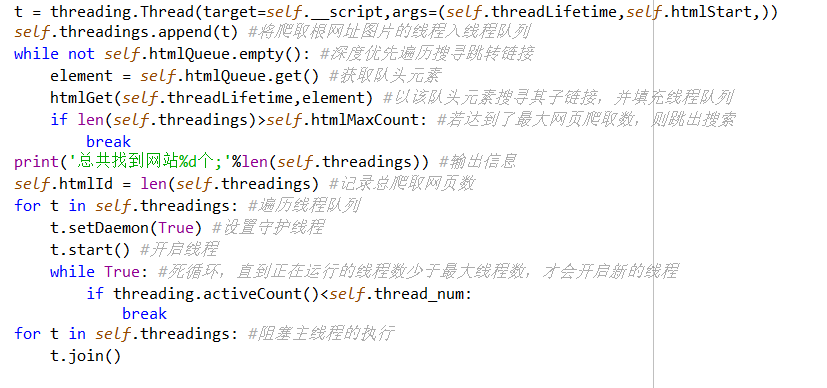 t = threading.Thread(target=self.__script,args=(self.threadLifetime,self.htmlStart,))
self.threadings.append(t) #将爬取根网址图片的线程入线程队列
while not self.htmlQueue.empty(): #深度优先遍历搜寻跳转链接
    element = self.htmlQueue.get() #获取队头元素
    htmlGet(self.threadLifetime,element) #以该队头元素搜寻其子链接，并填充线程队列
    if len(self.threadings)>self.htmlMaxCount: #若达到了最大网页爬取数，则跳出搜索
        break
print('总共找到网站%d个;'%len(self.threadings)) #输出信息
self.htmlId = len(self.threadings) #记录总爬取网页数
for t in self.threadings: #遍历线程队列
    t.setDaemon(True) #设置守护线程
    t.start() #开启线程
    while True: #死循环，直到正在运行的线程数少于最大线程数，才会开启新的线程
        if threading.activeCount()<self.thread_num:
            break
for t in self.threadings: #阻塞主线程的执行
    t.join()